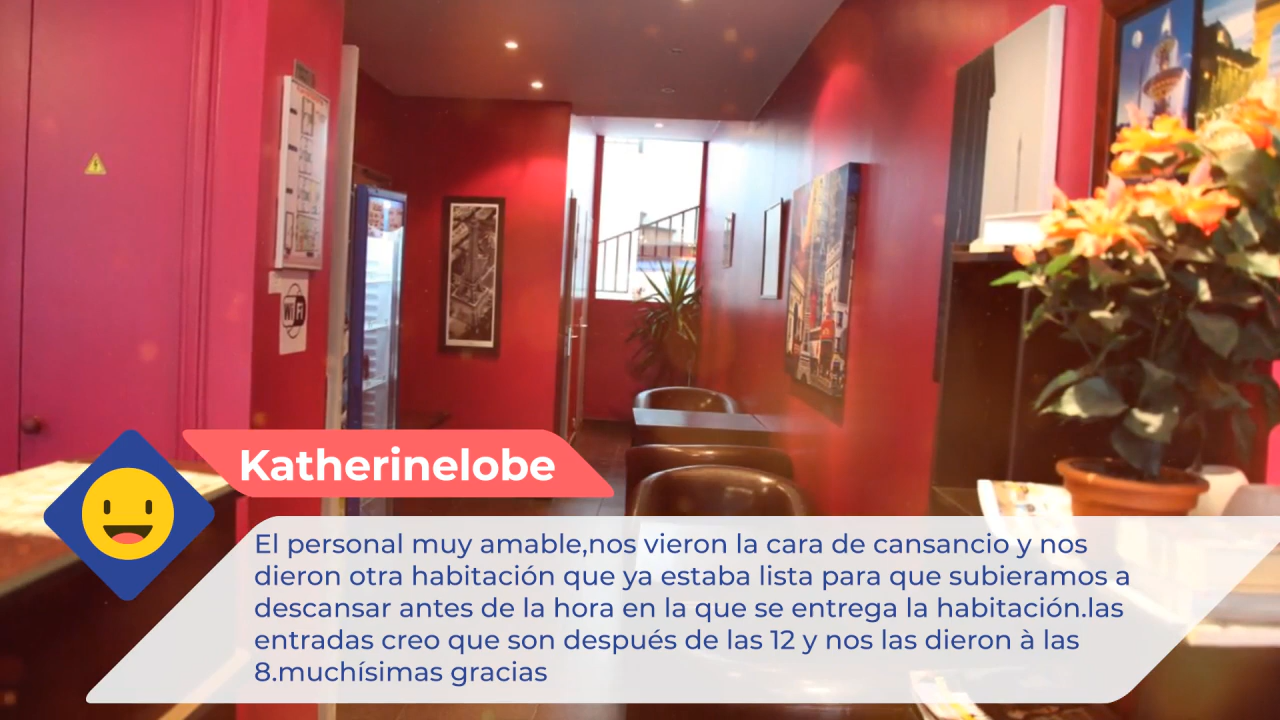 WiFi
Katherinelobe
El personal muy amable,nos vieron la cara de cansancio y nos
dieron otra habitación que ya estaba lista para que subieramos a
descansar antes de la hora en la que se entrega la habitación.las
entradas creo que son después de las 12 y nos las dieron à las
8.muchísimas gracias